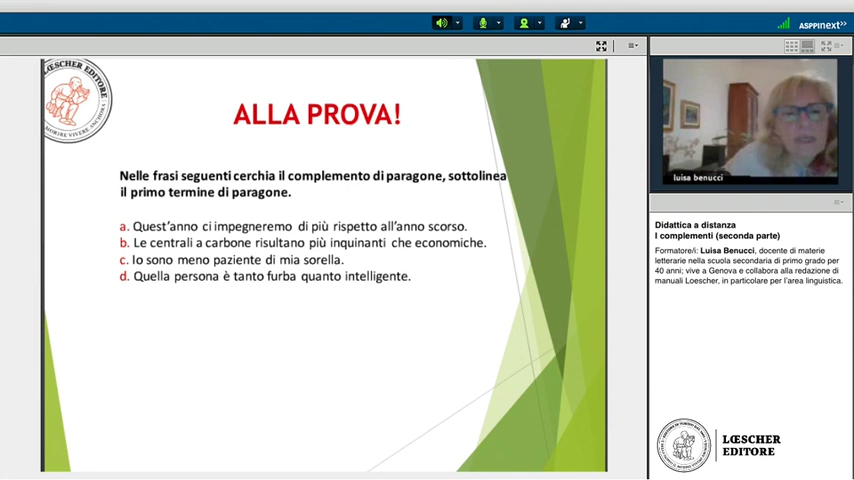 ASPPInext>>
LŒSCHER EDITORE
ALLA PROVA!
Nelle frasi seguenti cerchia il complemento di paragone, sottolinea
il primo termine di paragone.
a. Quest'anno ci impegneremo di più rispetto all'anno scorso.
b. Le centrali a carbone risultano più inquinanti che economiche.
c. Io sono meno paziente di mia sorella.
d. Quella persona è tanto furba quanto intelligente.
luisa benucci
Didattica a distanza
I complementi (seconda parte)
Formatore/i: Luisa Benucci, docente di materie
letterarie nella scuola secondaria di primo grado per
40 anni; vive a Genova e collabora alla redazione di
manuali Loescher, in particolare per l'area linguistica.
LŒSCHER
EDITORE